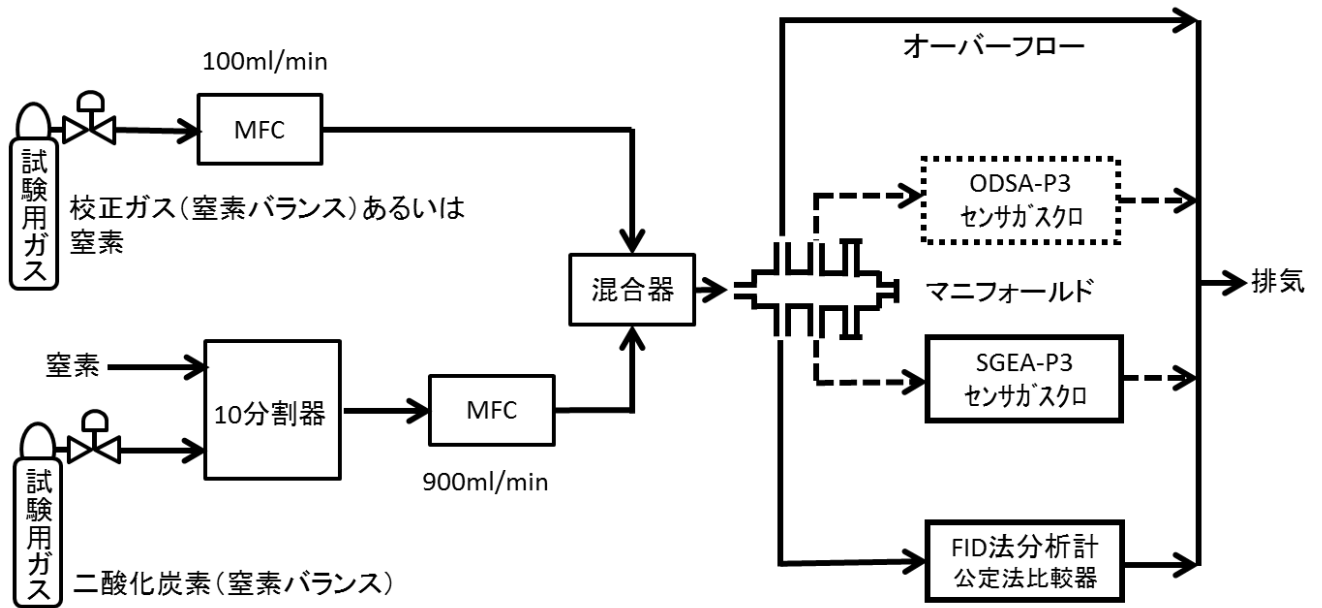 オーバーフロー
100ml/min
MFC
試験用ガス
校正ガス（窒素バランス）あるいは
窒素
ODSA-P3
センサガスクロ
混合器
マニフォールド
排気
窒素
10分割器
MFC
900ml/min
SGEA-P3
センサガスクロ
試験用ガス
二酸化炭素（窒素バランス）
FID法分析計
公定法比較器